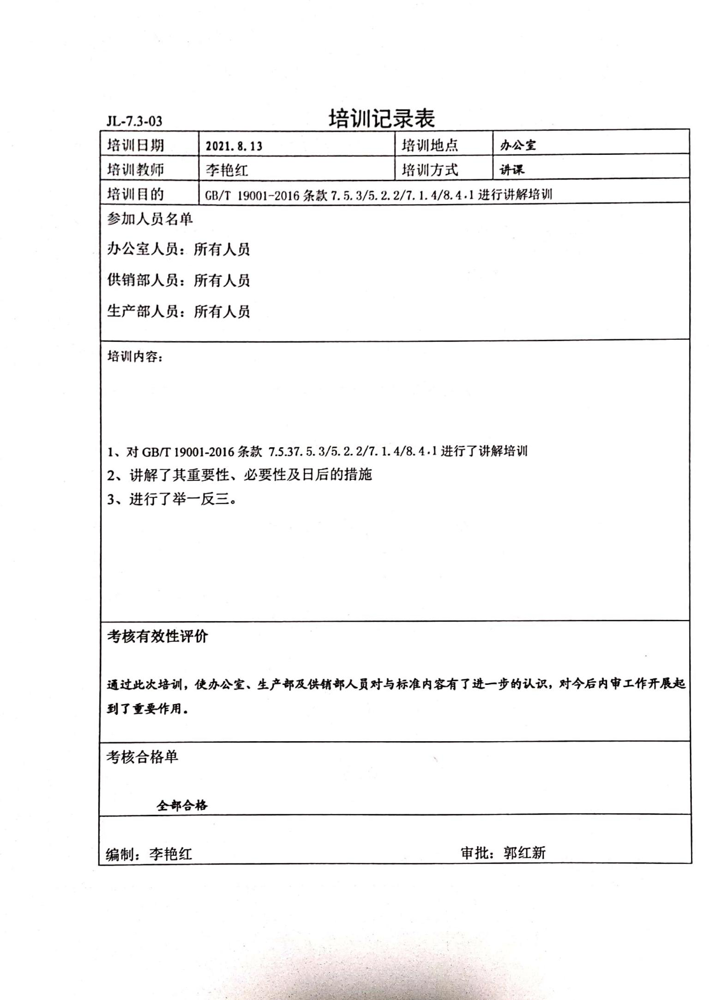 JL-7.3-03 培训记录表
培训日期 2021.8.13 培训地点 办公室
培训教师 李艳红 培训方式 讲课
培训目的 GB/T 19001-2016 条款 7.5.3/5.2.2/7.1.4/8.4.1 进行讲解培训
参加人员名单
办公室人员：所有人员
供销部人员：所有人员
生产部人员：所有人员
培训内容：
1、对 GB/T 19001-2016 条款 7.5.37.5.3/5.2.2/7.1.4/8.4.1 进行了讲解培训
2、讲解了其重要性、必要性及日后的措施
3、进行了举一反三。
考核有效性评价
通过此次培训，使办公室、生产部及供销部人员对与标准内容有了进一步的认识，对今后内审工作开展起
到了重要作用。
考核合格单
全部合格
编制：李艳红 审批：郭红新